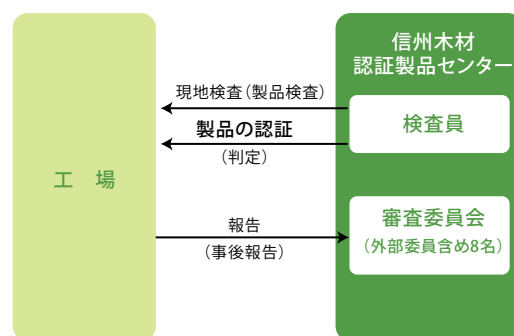 信州木材
認証製品センター
現地検査（製品検査）
検査員
製品の認証
（判定）
工 場
審査委員会
（外部委員含め8名）
報告
（事後報告）